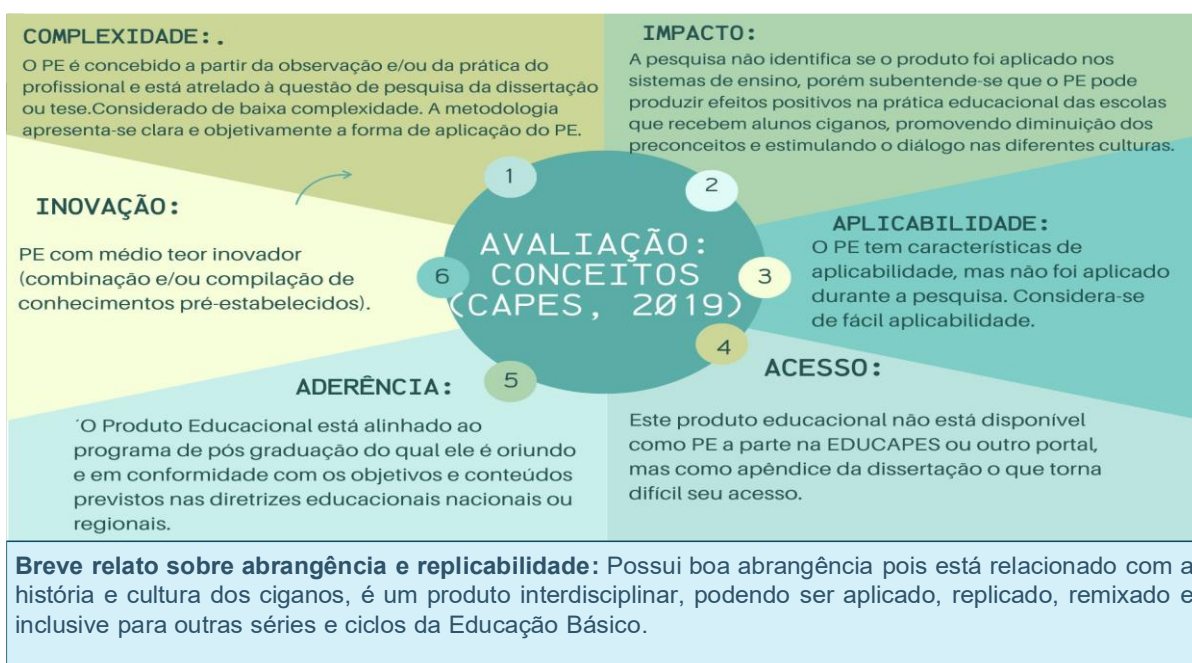 COMPLEXIDADE: .
O PE é concebido a partir da observação e/ou da prática do
profissional e está atrelado à questão de pesquisa da dissertação
ou tese.Considerado de baixa complexidade. A metodologia
apresenta-se clara e objetivamente a forma de aplicação do PE.
IMPACTO:
A pesquisa não identifica se o produto foi aplicado nos
sistemas de ensino, porém subentende-se que o PE pode
produzir efeitos positivos na prática educacional das escolas
que recebem alunos ciganos, promovendo diminuição dos
preconceitos e estimulando o diálogo nas diferentes culturas.
1
2
INOVAÇÃO:
PE com médio teor inovador
(combinação e/ou compilação de
conhecimentos pré-estabelecidos).
6
AVALIAÇÃO:
CONCEITOS
(CAPES, 2019)
3
APLICABILIDADE:
O PE tem características de
aplicabilidade, mas não foi aplicado
durante a pesquisa. Considera-se
de fácil aplicabilidade.
5
4
ADERÊNCIA:
´O Produto Educacional está alinhado ao
programa de pós graduação do qual ele é oriundo
e em conformidade com os objetivos e conteúdos
previstos nas diretrizes educacionais nacionais ou
regionais.
ACESSO:
Este produto educacional não está disponível
como PE a parte na EDUCAPES ou outro portal,
mas como apêndice da dissertação o que torna
difícil seu acesso.
Breve relato sobre abrangência e replicabilidade: Possui boa abrangência pois está relacionado com a
história e cultura dos ciganos, é um produto interdisciplinar, podendo ser aplicado, replicado, remixado e
inclusive para outras séries e ciclos da Educação Básico.